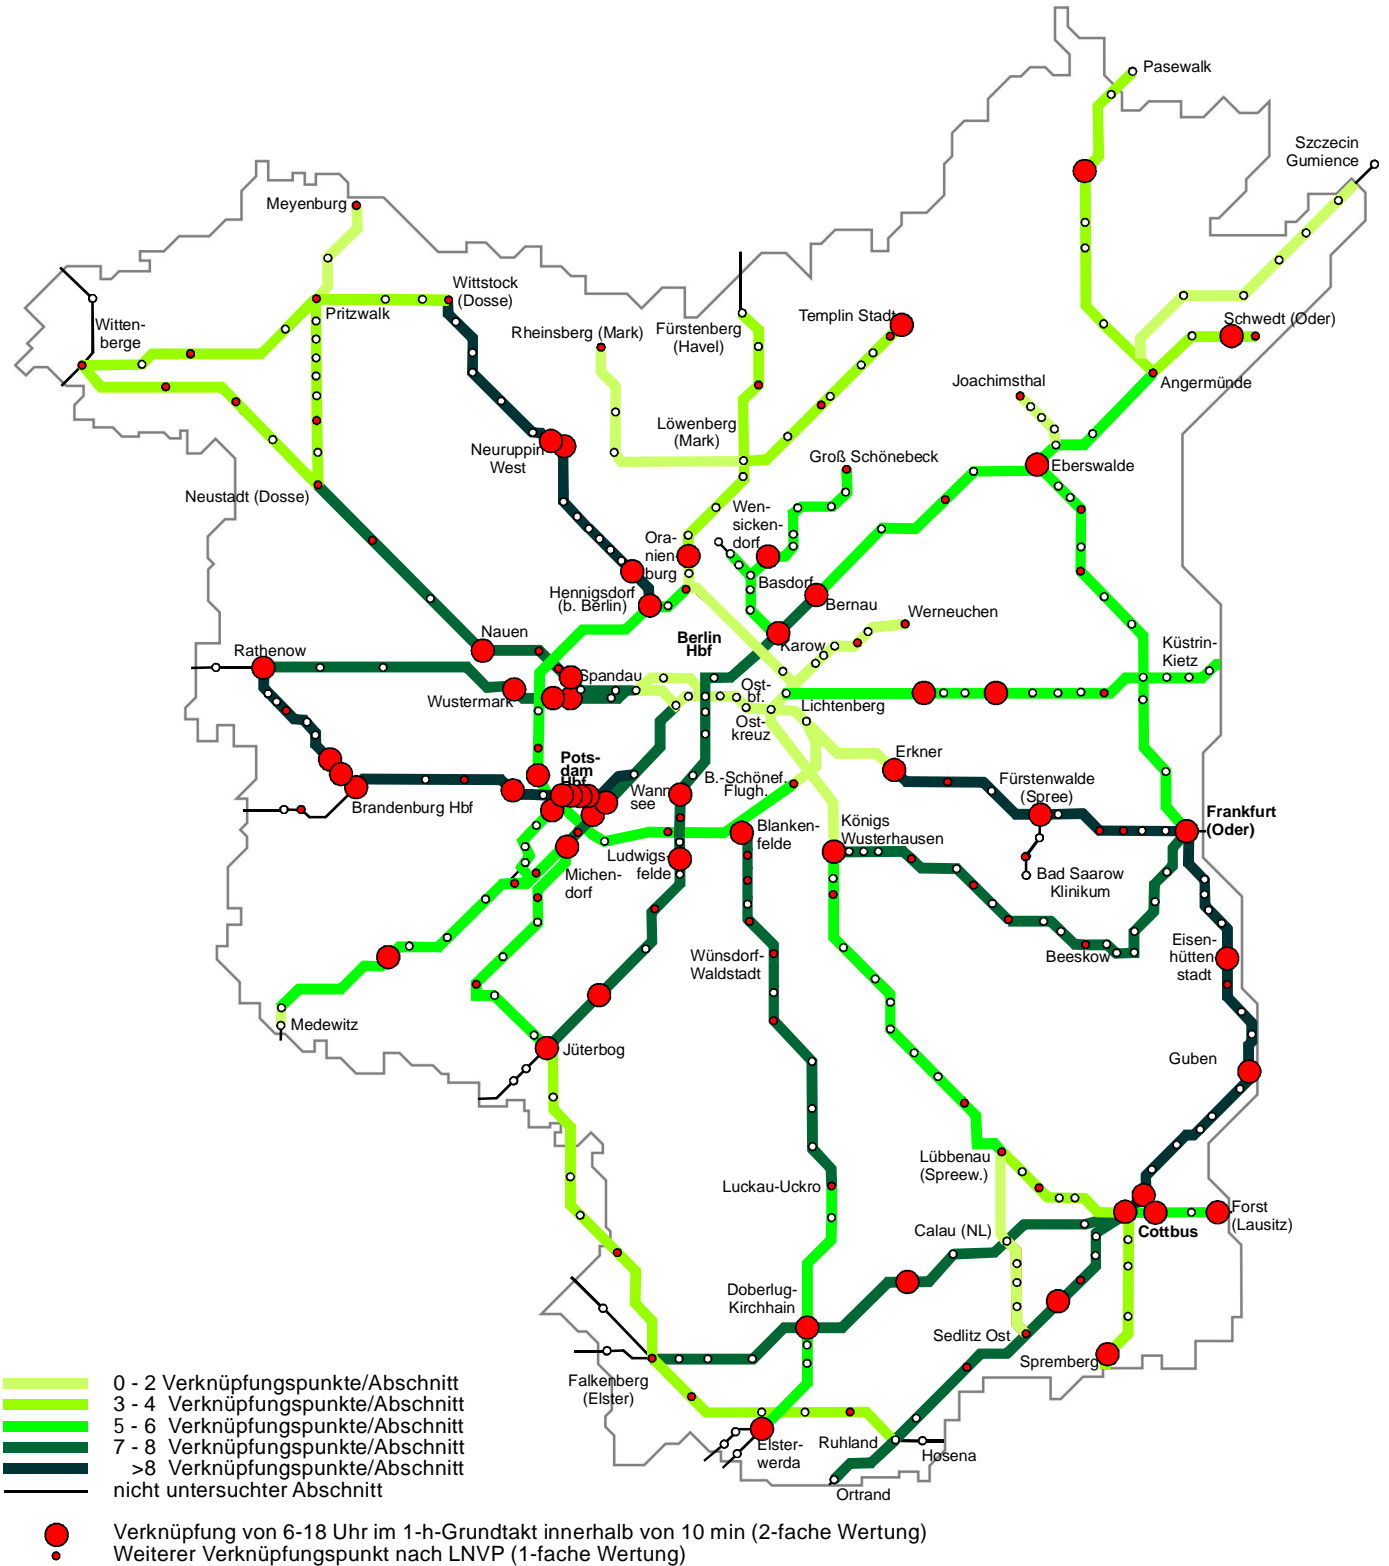 Pasewalk
Szczecin
Gumience
Meyenburg
Wittstock
(Dosse)
Pritzwalk
Witten-
berge
Rheinsberg (Mark)
Fürstenberg
(Havel)
Templin Stadt
Schwedt (Oder)
Joachimsthal
Angermünde
Löwenberg
(Mark)
Neuruppin
West
Groß Schönebeck
Eberswalde
Neustadt (Dosse)
Wen-
sicken-
dorf
Ora-
nien
burg
Basdorf
Hennigsdorf
(b. Berlin)
Bernau
Werneuchen
Nauen
Berlin
Hbf
Karow
Küstrin-
Kietz
Rathenow
Spandau
Ost-
bf.
Wustermark
Lichtenberg
Ost-
kreuz
Erkner
Pots-
dam
Hbf
Wann
see
B.-Schönef.
Flugh.
Fürstenwalde
(Spree)
Brandenburg Hbf
Frankfurt
(Oder)
Königs
Wusterhausen
Blanken-
felde
Ludwigs-
felde
Michen-
dorf
Bad Saarow
Klinikum
Eisen-
hütten
stadt
Wünsdorf-
Waldstadt
Beeskow
Medewitz
Jüterbog
Guben
Lübbenau
(Spreew.)
Luckau-Uckro
Forst
(Lausitz)
Calau (NL)
Cottbus
Doberlug-
Kirchhain
Sedlitz Ost
Spremberg
Falkenberg
(Elster)
Elster-
werda
Ruhland
Hosena
Ortrand
0 - 2 Verknüpfungspunkte/Abschnitt
3 - 4 Verknüpfungspunkte/Abschnitt
5 - 6 Verknüpfungspunkte/Abschnitt
7 - 8 Verknüpfungspunkte/Abschnitt
>8 Verknüpfungspunkte/Abschnitt
nicht untersuchter Abschnitt
Verknüpfung von 6-18 Uhr im 1-h-Grundtakt innerhalb von 10 min (2-fache Wertung)
Weiterer Verknüpfungspunkt nach LNVP (1-fache Wertung)